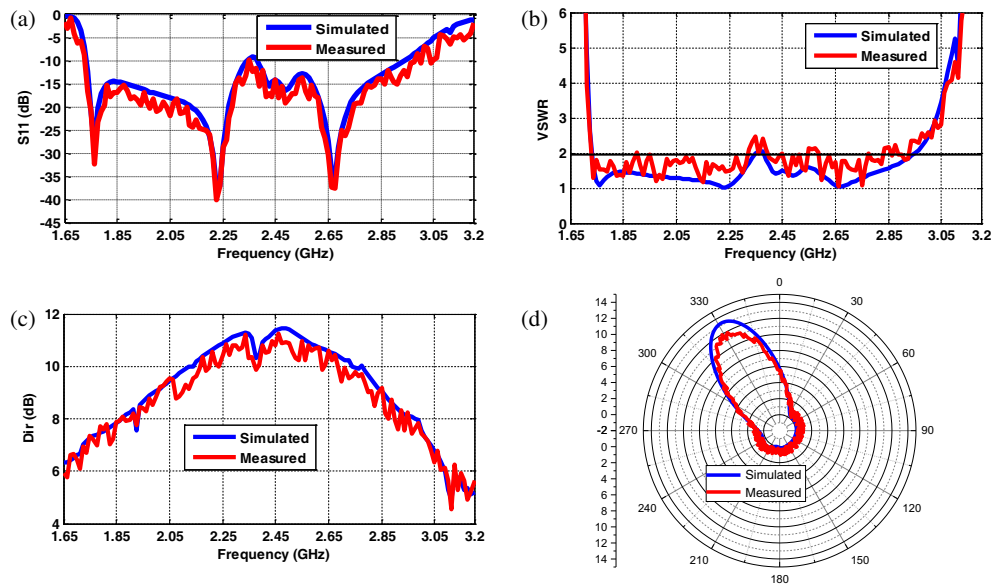 (a)
0
-5
-10
-15
-20
-25
-30
-35
-40
-45
S11 (dB)
Simulated
Measured
1.65 1.85 2.05 2.25 2.45 2.65 2.85 3.05 3.2
Frequency (GHz)
(b)
6
5
4
3
2
1
0
VSWR
Simulated
Measured
1.65 1.85 2.05 2.25 2.45 2.65 2.85 3.05 3.2
Frequency (GHz)
(c)
12
10
8
6
4
Dir (dB)
Simulated
Measured
1.65 1.85 2.05 2.25 2.45 2.65 2.85 3.05 3.2
Frequency (GHz)
(d)
14
12
10
8
6
4
2
0
-2
0
2
4
6
8
10
12
14
0
30
60
90
120
150
180
210
240
270
300
330
Simulated
Measured